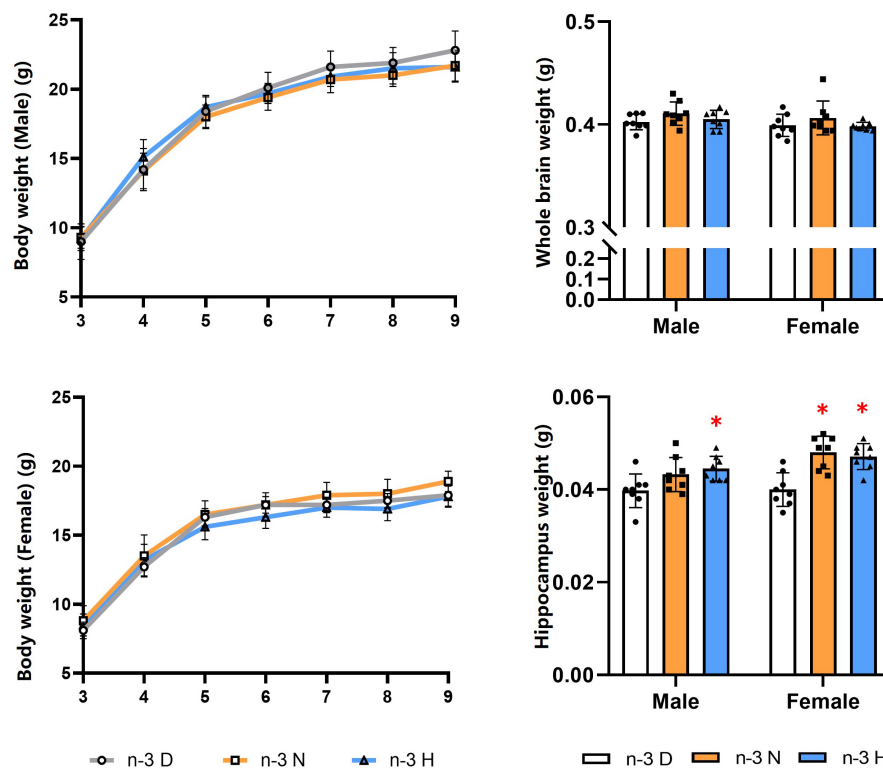 Body weight (Male) (g)
25
20
15
10
5
3 4 5 6 7 8 9
Whole brain weight (g)
0.5
0.4
0.3
0.2
0.1
0.0
Male Female
Body weight (Female) (g)
25
20
15
10
5
3 4 5 6 7 8 9
Hippocampus weight (g)
0.06
0.04
0.02
0.00
* * *
Male Female
n-3 D n-3 N n-3 H
n-3 D n-3 N n-3 H